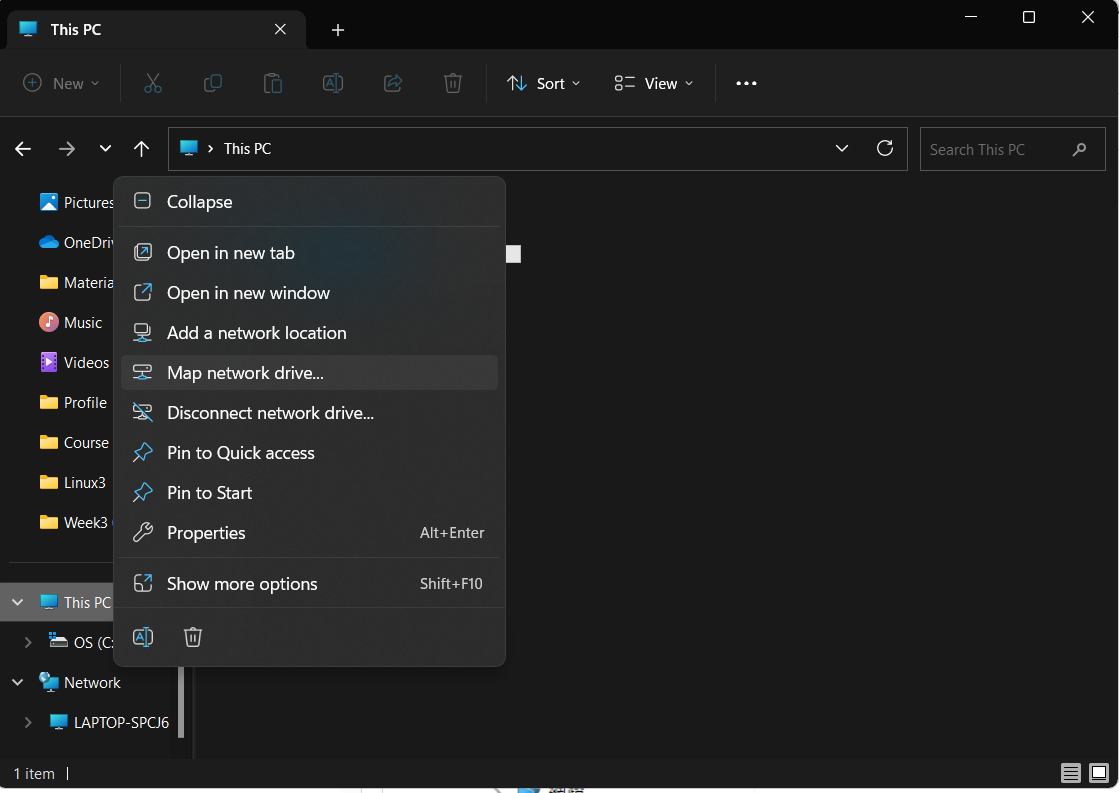 This PC
New
Sort
View
This PC
Search This PC
Pictures
OneDriv
Materia
Music
Videos
Profile
Course
Linux3
Week3
This PC
OS (C:
Network
LAPTOP-SPCJ6
Collapse
Open in new tab
Open in new window
Add a network location
Map network drive...
Disconnect network drive...
Pin to Quick access
Pin to Start
Properties Alt+Enter
Show more options Shift+F10
1 item